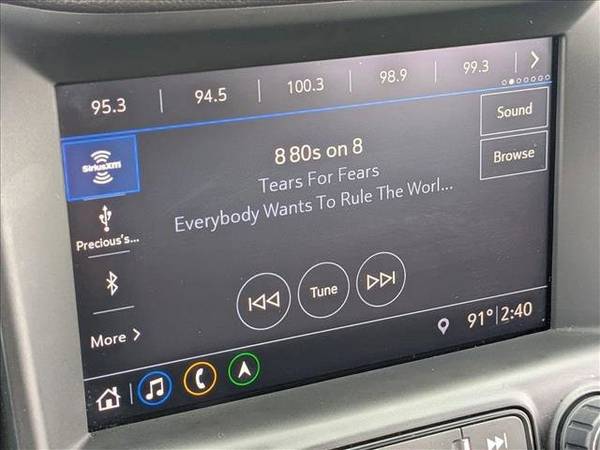 95.3 | 94.5 | 100.3 | 98.9 | 99.3
SiriusXM
Sound
8 80s on 8
Browse
Tears For Fears
Everybody Wants To Rule The Worl...
Precious's...
Tune
More
91° | 2:40